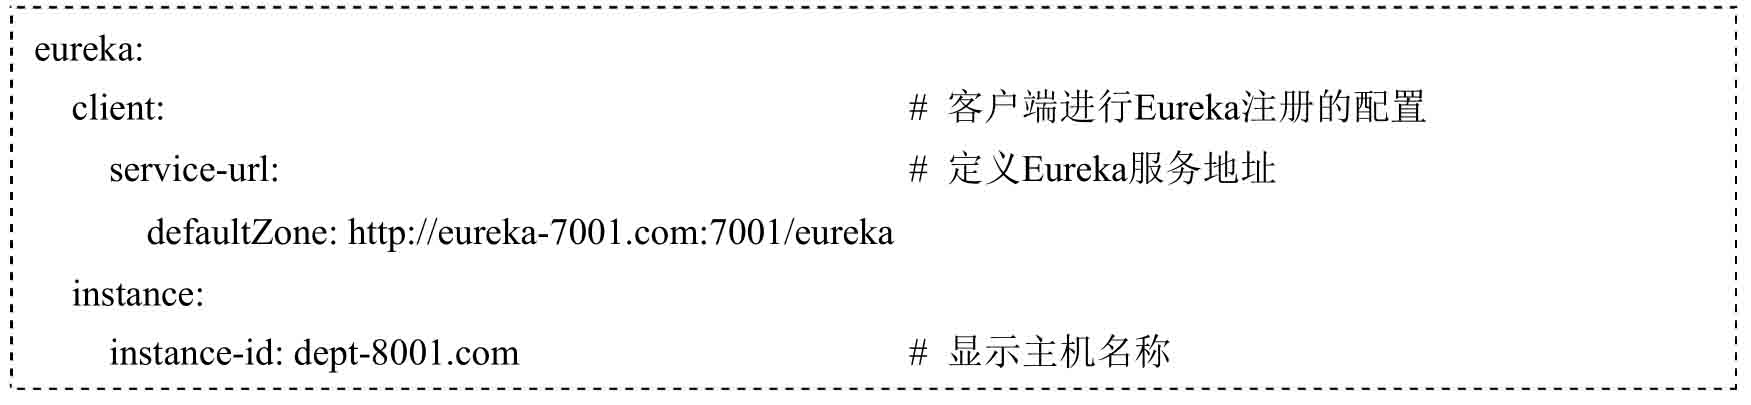 eureka:
client: # 客户端进行Eureka注册的配置
service-url: # 定义Eureka服务地址
defaultZone: http://eureka-7001.com:7001/eureka
instance:
instance-id: dept-8001.com # 显示主机名称